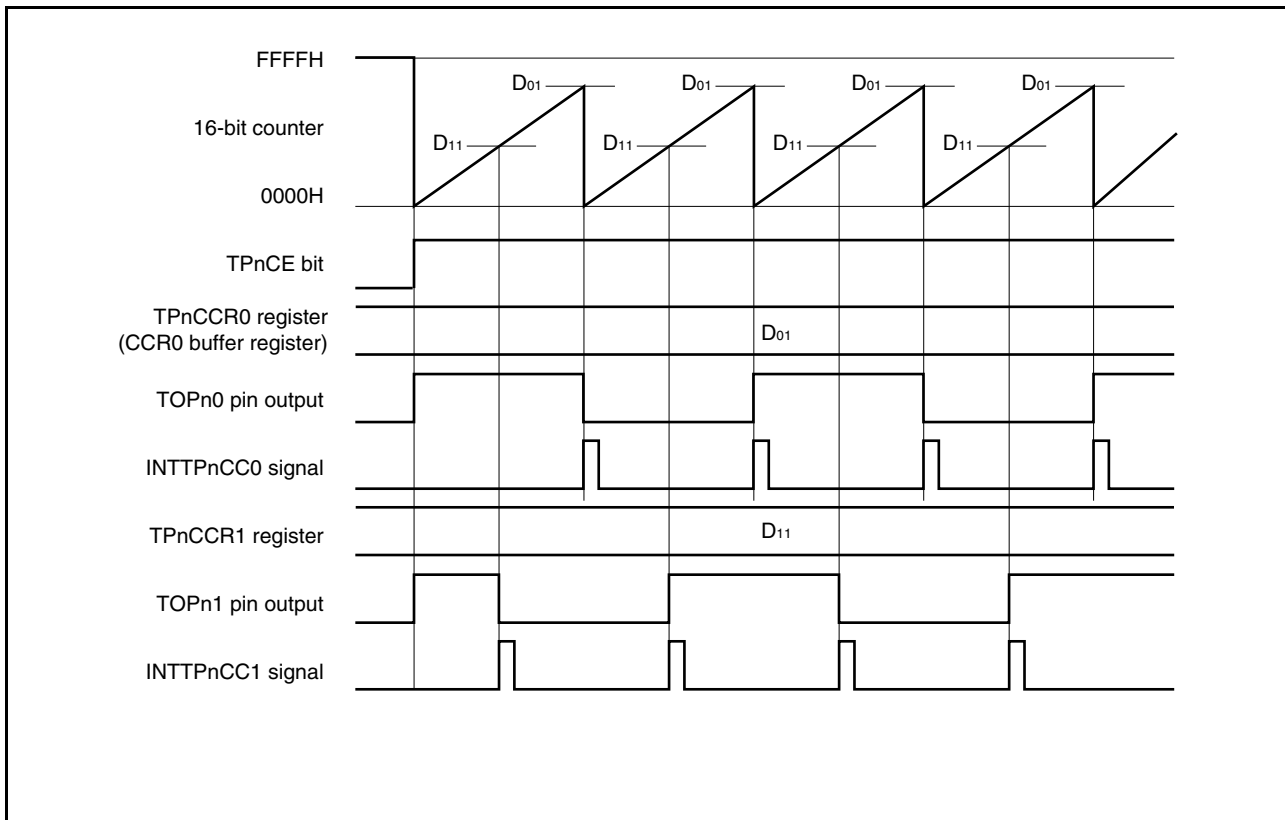 FFFFH
D01 D01 D01 D01
16-bit counter
D11 D11 D11 D11
0000H
TPnCE bit
TPnCCR0 register
(CCR0 buffer register)
D01
TOPn0 pin output
INTTPnCC0 signal
TPnCCR1 register
D11
TOPn1 pin output
INTTPnCC1 signal